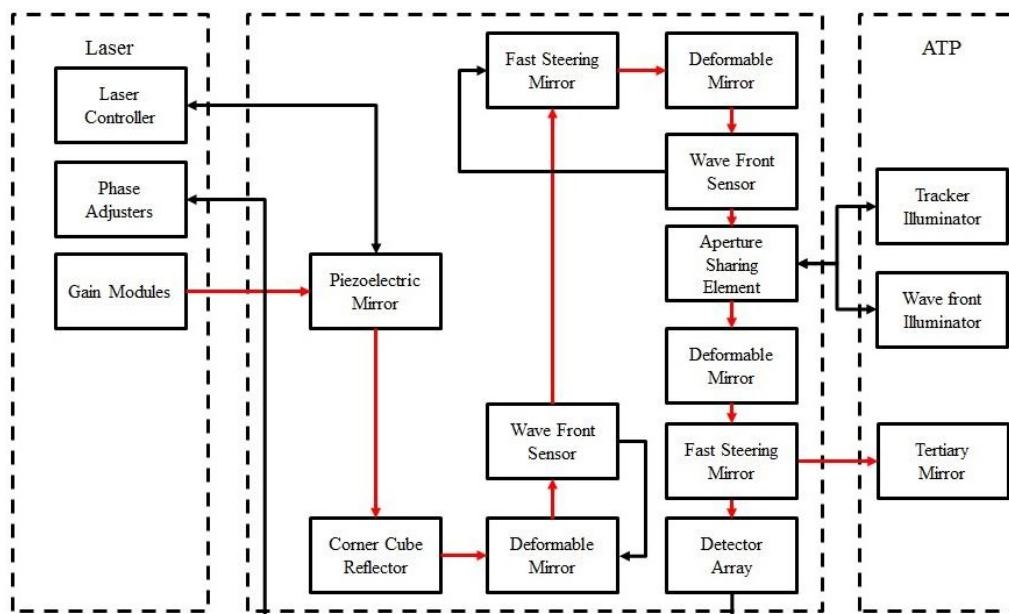 Laser
Laser
Controller
Phase
Adjusters
Gain Modules
Piezoelectric
Mirror
Corner Cube
Reflector
Fast Steering
Mirror
Wave Front
Sensor
Deformable
Mirror
Deformable
Mirror
Wave Front
Sensor
Aperture
Sharing
Element
Deformable
Mirror
Fast Steering
Mirror
Detector
Array
ATP
Tracker
Illuminator
Wave front
Illuminator
Tertiary
Mirror